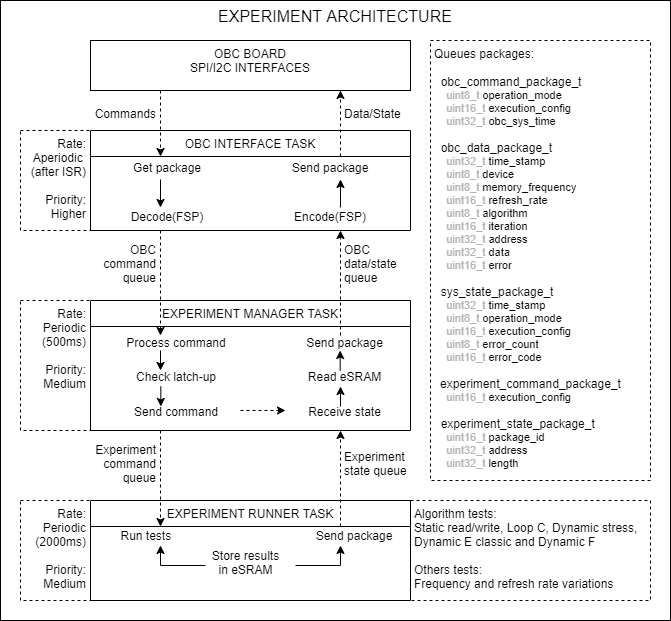 EXPERIMENT ARCHITECTURE
OBC BOARD
SPI/I2C INTERFACES
Commands
Data/State
Rate:
Aperiodic
(after ISR)
Priority:
Higher
OBC INTERFACE TASK
Get package
Send package
Decode(FSP)
Encode(FSP)
OBC
command
queue
OBC
data/state
queue
Rate:
Periodic
(500ms)
Priority:
Medium
EXPERIMENT MANAGER TASK
Process command
Send package
Check latch-up
Read eSRAM
Send command
Receive state
Experiment
command
queue
Experiment
state queue
Rate:
Periodic
(2000ms)
Priority:
Medium
EXPERIMENT RUNNER TASK
Run tests
Send package
Store results
in eSRAM
Algorithm tests:
Static read/write, Loop C, Dynamic stress,
Dynamic E classic and Dynamic F
Others tests:
Frequency and refresh rate variations
Queues packages:
obc_command_package_t
uint8_t operation_mode
uint16_t execution_config
uint32_t obc_sys_time
obc_data_package_t
uint32_t time_stamp
uint8_t device
uint8_t memory_frequency
uint16_t refresh_rate
uint8_t algorithm
uint16_t iteration
uint32_t address
uint32_t data
uint16_t error
sys_state_package_t
uint32_t time_stamp
uint8_t operation_mode
uint16_t execution_config
uint8_t error_count
uint16_t error_code
experiment_command_package_t
uint16_t execution_config
experiment_state_package_t
uint16_t package_id
uint32_t address
uint32_t length